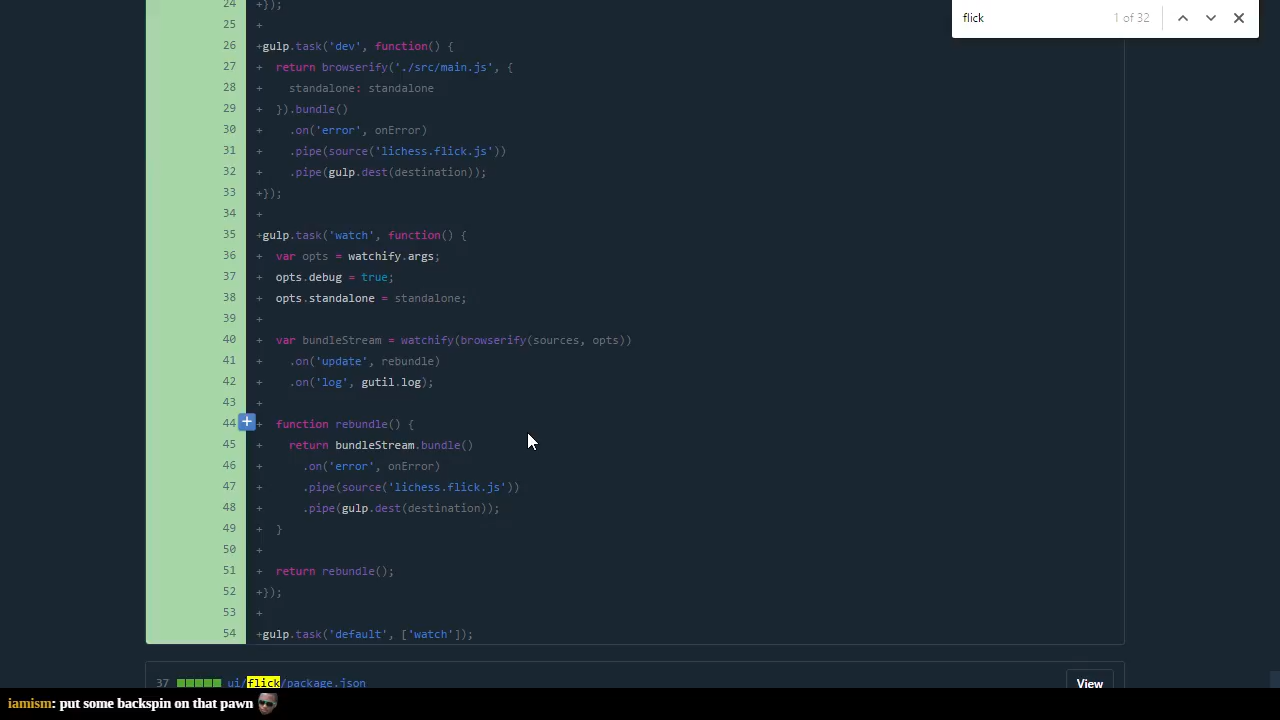 flick 1 of 32
24 +});
25 +
26 +gulp.task('dev', function() {
27 + return browserify('./src/main.js', {
28 + standalone: standalone
29 + }).bundle()
30 + .on('error', onError)
31 + .pipe(source('lichess.flick.js'))
32 + .pipe(gulp.dest(destination));
33 +});
34 +
35 +gulp.task('watch', function() {
36 + var opts = watchify.args;
37 + opts.debug = true;
38 + opts.standalone = standalone;
39 +
40 + var bundleStream = watchify(browserify(sources, opts))
41 + .on('update', rebundle)
42 + .on('log', gutil.log);
43 +
44 + function rebundle() {
45 + return bundleStream.bundle()
46 + .on('error', onError)
47 + .pipe(source('lichess.flick.js'))
48 + .pipe(gulp.dest(destination));
49 + }
50 +
51 + return rebundle();
52 +});
53 +
54 +gulp.task('default', ['watch']);
37 ui/flick/package.json View
iamism: put some backspin on that pawn